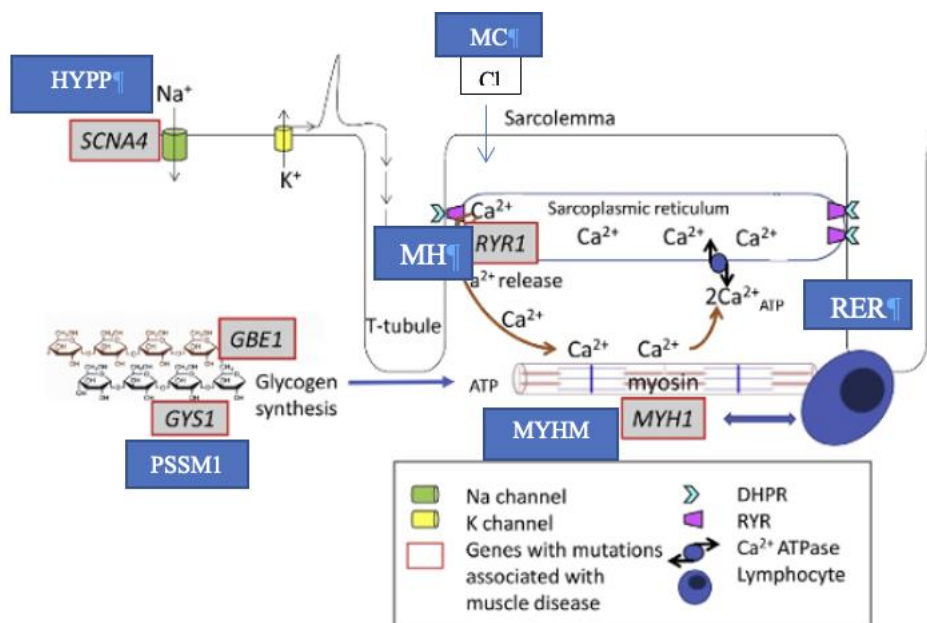 MC¶
Cl
HYPP¶
Na⁺
SCNA4
K⁺
Sarcolemma
Ca²⁺
Sarcoplasmic reticulum
RYR1
Ca²⁺
Ca²⁺
Ca²⁺
MH¶
a²⁺ release
2Ca²⁺ ATP
RER¶
T-tubule
Ca²⁺
Ca²⁺
Ca²⁺
GBE1
Glycogen
synthesis
ATP
myosin
GYS1
MYH1
MYHM
PSSM1
Na channel
K channel
Genes with mutations
associated with
muscle disease
DHPR
RYR
Ca²⁺ ATPase
Lymphocyte